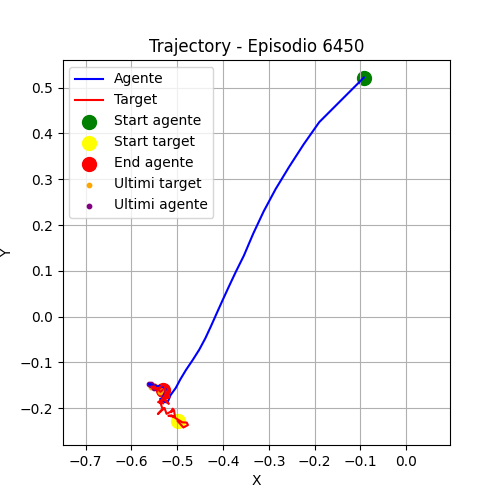 Trajectory - Episodio 6450
Agente
Target
Start agente
Start target
End agente
Ultimi target
Ultimi agente
0.5
0.4
0.3
0.2
0.1
0.0
−0.1
−0.2
Y
−0.7 −0.6 −0.5 −0.4 −0.3 −0.2 −0.1 0.0
X